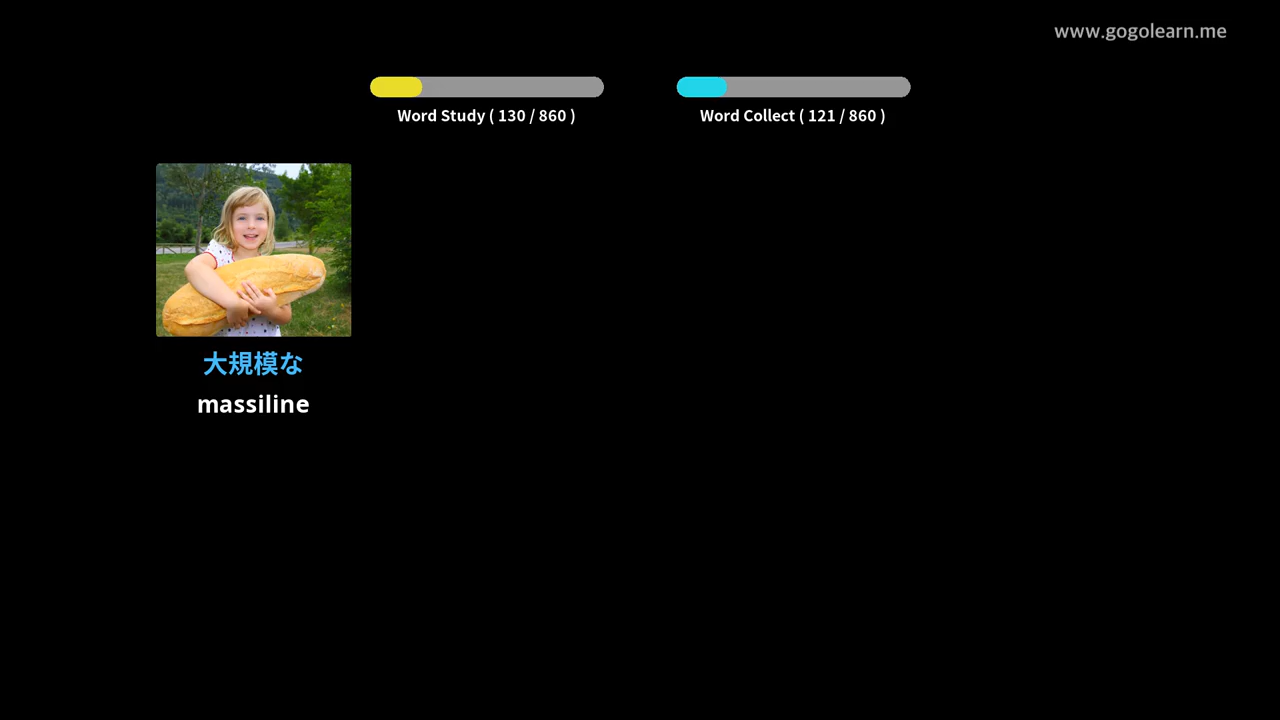 www.gogolearn.me
Word Study ( 130 / 860 )
Word Collect ( 121 / 860 )
大規模な
massiline